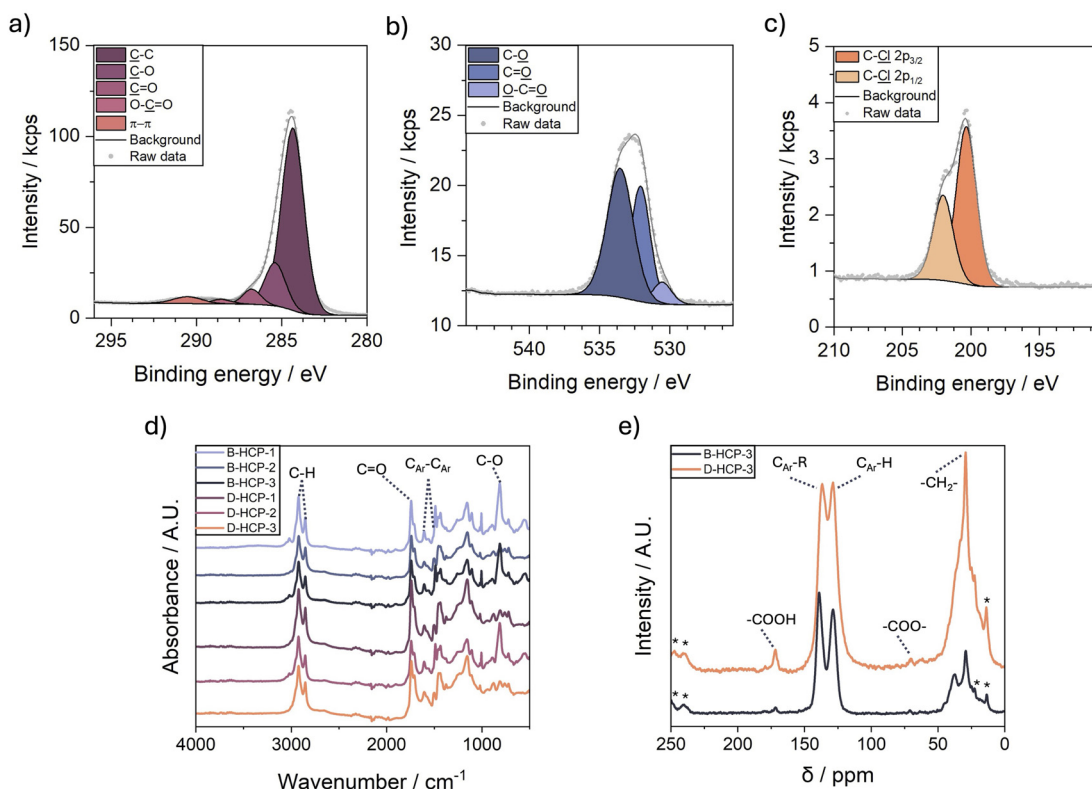 a)
150
100
50
0
Intensity / kcps
C-C
C-O
C=O
O-C=O
π–π
Background
Raw data
295
290
285
280
Binding energy / eV
b)
30
25
20
15
10
Intensity / kcps
C-O
C=O
O-C=O
Background
Raw data
540
535
530
Binding energy / eV
c)
5
4
3
2
1
0
Intensity / kcps
C-Cl 2p3/2
C-Cl 2p1/2
Background
Raw data
210
205
200
195
Binding energy / eV
d)
B-HCP-1
B-HCP-2
B-HCP-3
D-HCP-1
D-HCP-2
D-HCP-3
C-H
C=O
CAr-CAr
C-O
Absorbance / A.U.
4000
3000
2000
1000
Wavenumber / cm-1
e)
B-HCP-3
D-HCP-3
CAr-R
CAr-H
-CH2-
-COOH
-COO-
* *
*
* *
* *
Intensity / A.U.
250
200
150
100
50
0
δ / ppm